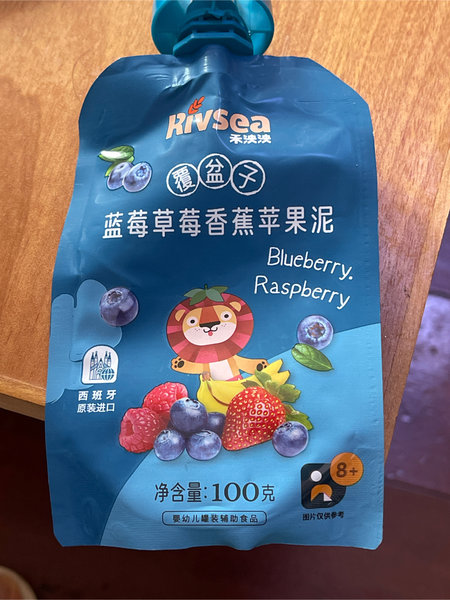 Rivsea
禾泱泱
覆盆子
蓝莓草莓香蕉苹果泥
Blueberry.
Raspberry
西班牙
原装进口
净含量:100克
8+
图片仅供参考
婴幼儿罐装辅助食品